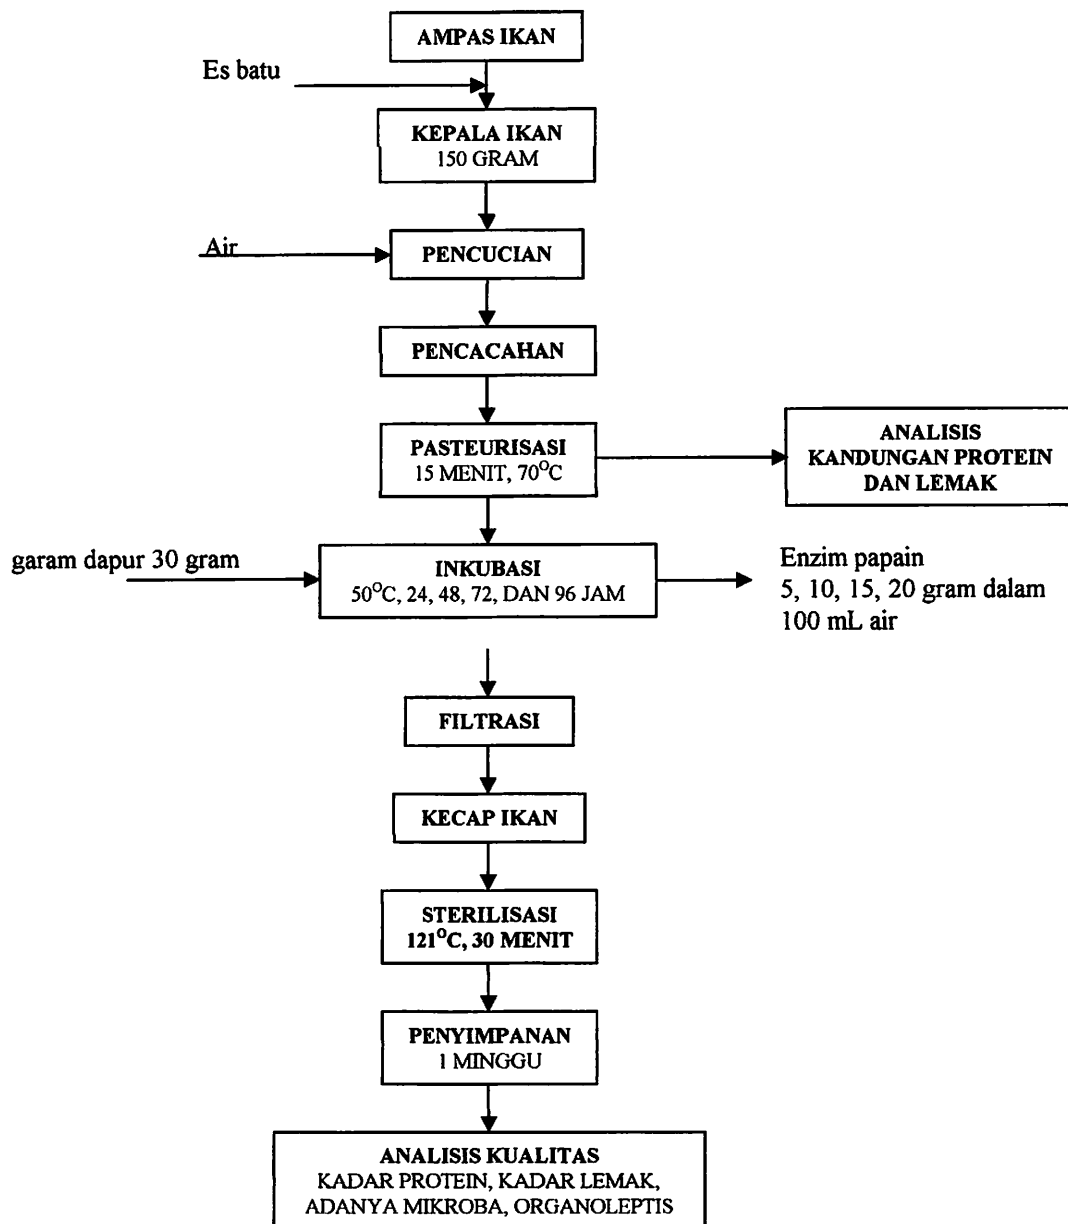 AMPAS IKAN
Es batu
KEPALA IKAN
150 GRAM
Air
PENCUCIAN
PENCACAHAN
PASTEURISASI
15 MENIT, 70°C
ANALISIS
KANDUNGAN PROTEIN
DAN LEMAK
garam dapur 30 gram
INKUBASI
50°C, 24, 48, 72, DAN 96 JAM
Enzim papain
5, 10, 15, 20 gram dalam
100 mL air
FILTRASI
KECAP IKAN
STERILISASI
121°C, 30 MENIT
PENYIMPANAN
1 MINGGU
ANALISIS KUALITAS
KADAR PROTEIN, KADAR LEMAK,
ADANYA MIKROBA, ORGANOLEPTIS